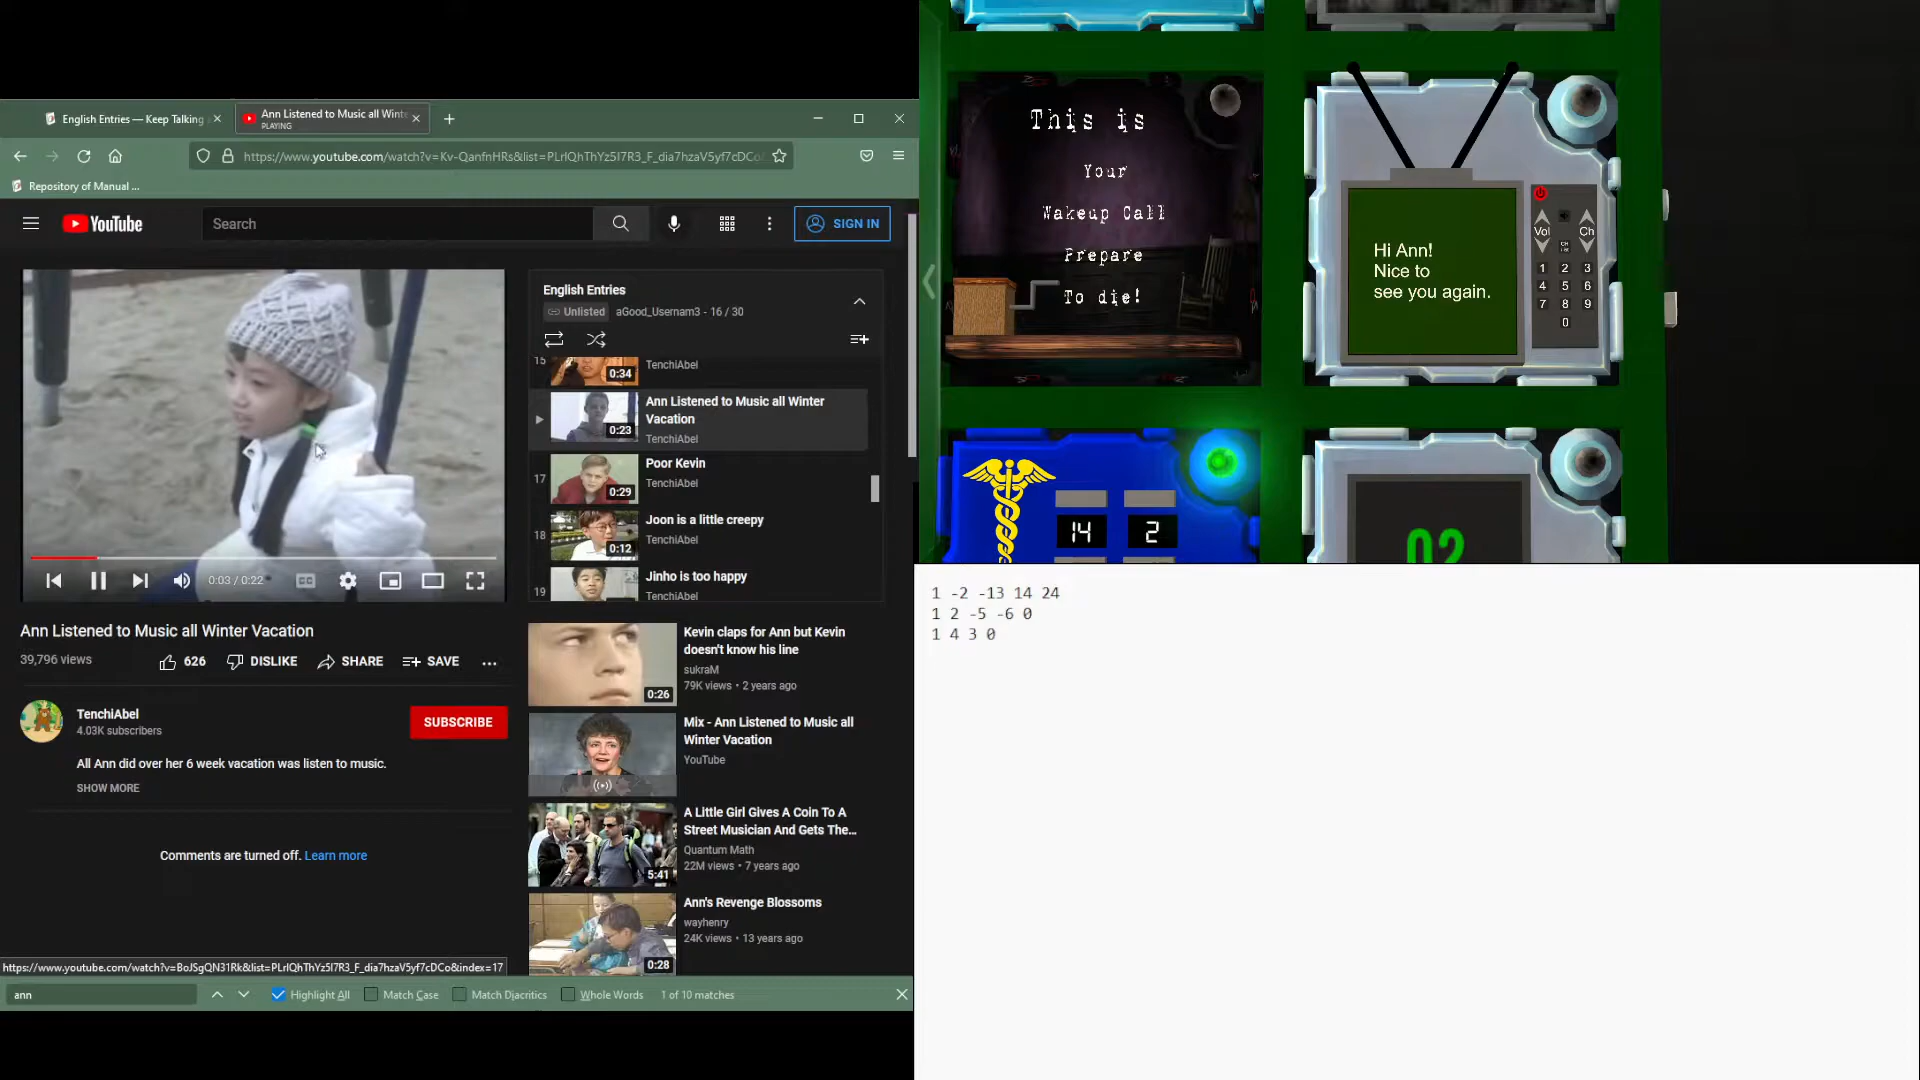 English Entries — Keep Talking
Ann Listened to Music all Winte
PLAYING
https://www.youtube.com/watch?v=Kv-QanfnHRs&list=PLrIQhThYz5I7R3_F_dia7hzaV5yf7cDCo
Repository of Manual ...
YouTube
Search
SIGN IN
English Entries
Unlisted
aGood_Usernam3 - 16 / 30
15
0:34
TenchiAbel
Ann Listened to Music all Winter
Vacation
TenchiAbel
0:23
17
Poor Kevin
TenchiAbel
0:29
18
Joon is a little creepy
TenchiAbel
0:12
19
Jinho is too happy
TenchiAbel
0:03 / 0:22
Ann Listened to Music all Winter Vacation
39,796 views
626
DISLIKE
SHARE
SAVE
TenchiAbel
4.03K subscribers
SUBSCRIBE
All Ann did over her 6 week vacation was listen to music.
SHOW MORE
Comments are turned off. Learn more
Kevin claps for Ann but Kevin
doesn't know his line
sukraM
79K views • 2 years ago
0:26
Mix - Ann Listened to Music all
Winter Vacation
YouTube
A Little Girl Gives A Coin To A
Street Musician And Gets The...
Quantum Math
22M views • 7 years ago
5:41
Ann's Revenge Blossoms
wayhenry
24K views • 13 years ago
0:28
https://www.youtube.com/watch?v=BoJSgQN31Rk&list=PLrIQhThYz5I7R3_F_dia7hzaV5yf7cDCo&index=17
ann
Highlight All
Match Case
Match Diacritics
Whole Words
1 of 10 matches
This is
Your
Wakeup Call
Prepare
To die!
Hi Ann!
Nice to
see you again.
Vol
Ch
1 2 3
4 5 6
7 8 9
0
14 2
02
1 -2 -13 14 24
1 2 -5 -6 0
1 4 3 0